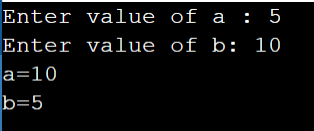 Enter value of a : 5
Enter value of b: 10
a=10
b=5